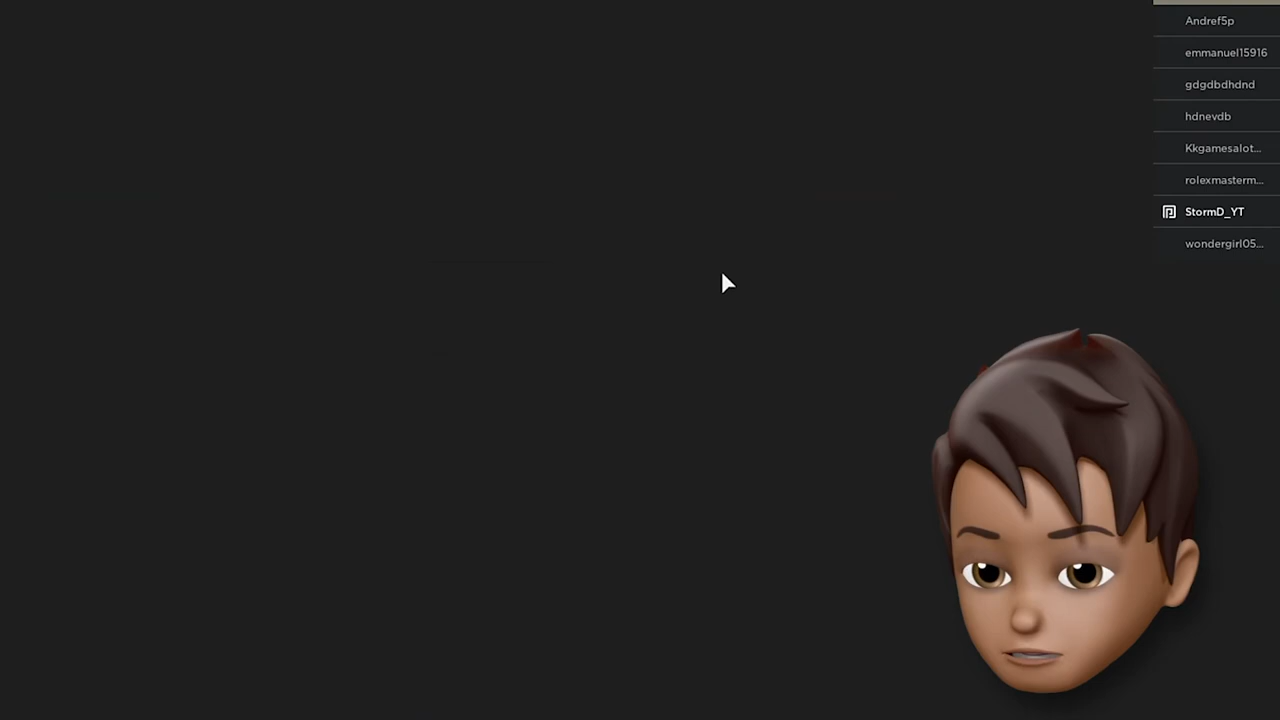 Andref5p
emmanuel15916
gdgdbdhdnd
hdnevdb
Kkgamesalot...
rolexmasterm...
StormD_YT
wondergirl05...